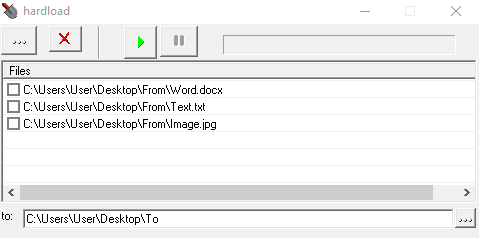 hardload
...
Files
C:\Users\User\Desktop\From\Word.docx
C:\Users\User\Desktop\From\Text.txt
C:\Users\User\Desktop\From\Image.jpg
to: C:\Users\User\Desktop\To ...